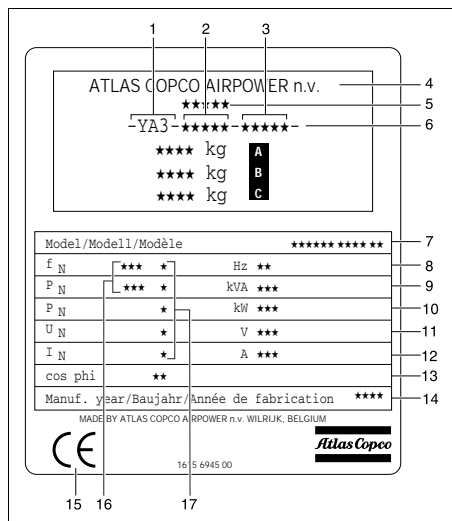 1 2 3
ATLAS COPCO AIRPOWER n.v. 4
★★★★★ 5
-YA3-★★★★★-★★★★★- 6
★★★★ kg A
★★★★ kg B
★★★★ kg C
Model/Modell/Modèle ★★★★★★ ★★★★ ★★ 7
f N ★★★ ★ Hz ★★ 8
P N ★★★ ★ kVA ★★★ 9
P N ★ kW ★★★ 10
U N ★ V ★★★ 11
I N ★ A ★★★ 12
cos phi ★★ 13
Manuf. year/Baujahr/Année de fabrication ★★★★ 14
MADE BY ATLAS COPCO AIRPOWER n.v. WILRIJK, BELGIUM
CE Atlas Copco
1615 6945 00
15 16 17